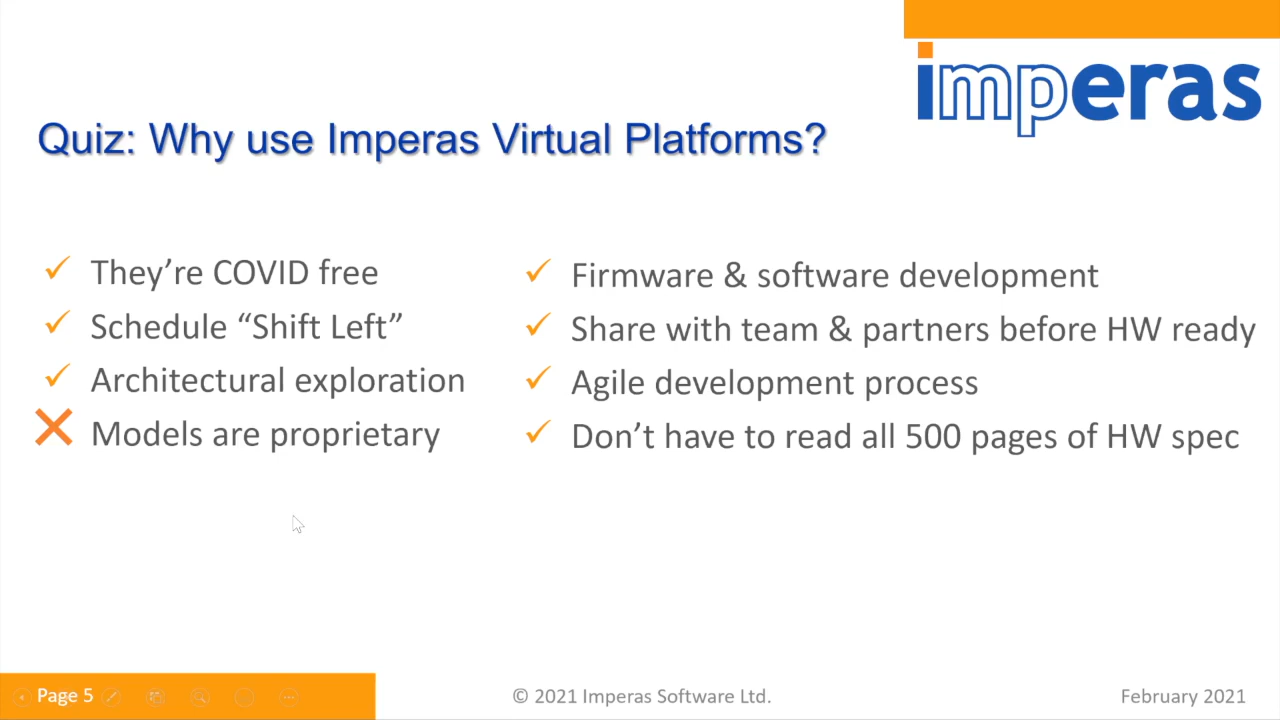 imperas
Quiz: Why use Imperas Virtual Platforms?
They’re COVID free
Schedule “Shift Left”
Architectural exploration
Models are proprietary
Firmware & software development
Share with team & partners before HW ready
Agile development process
Don’t have to read all 500 pages of HW spec
Page 5
© 2021 Imperas Software Ltd.
February 2021